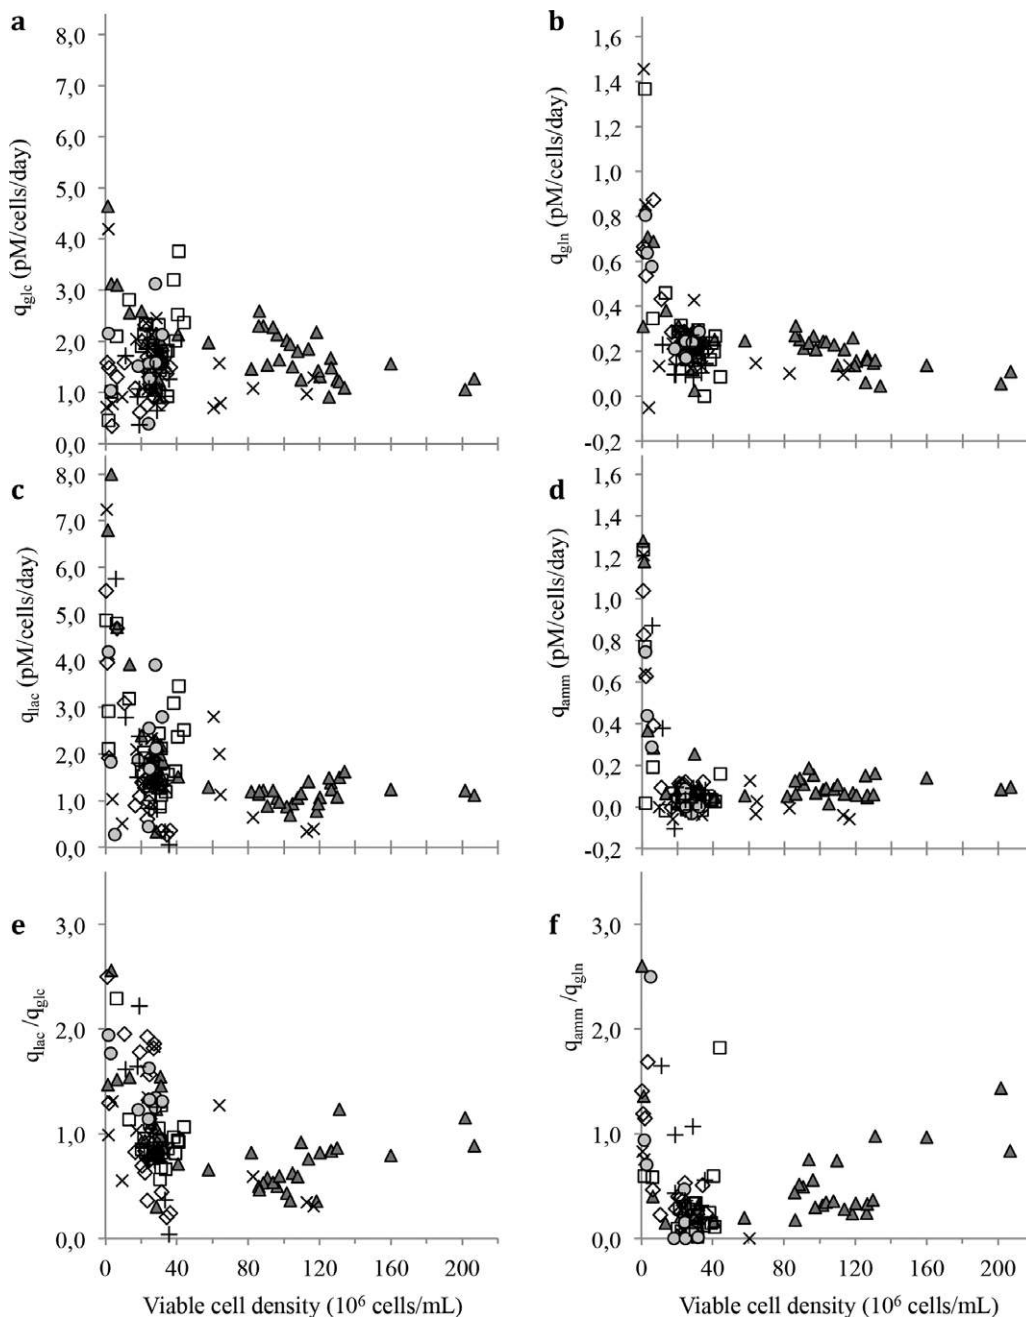 a
b
8,0
7,0
6,0
5,0
4,0
3,0
2,0
1,0
0,0
q_glc (pM/cells/day)
1,6
1,4
1,2
1,0
0,8
0,6
0,4
0,2
0,0
-0,2
q_gln (pM/cells/day)
c
d
8,0
7,0
6,0
5,0
4,0
3,0
2,0
1,0
0,0
q_lac (pM/cells/day)
1,6
1,4
1,2
1,0
0,8
0,6
0,4
0,2
0,0
-0,2
q_amm (pM/cells/day)
e
f
3,0
2,0
1,0
0,0
q_lac /q_glc
0 40 80 120 160 200
Viable cell density (10⁶ cells/mL)
3,0
2,0
1,0
0,0
q_amm /q_gln
0 40 80 120 160 200
Viable cell density (10⁶ cells/mL)